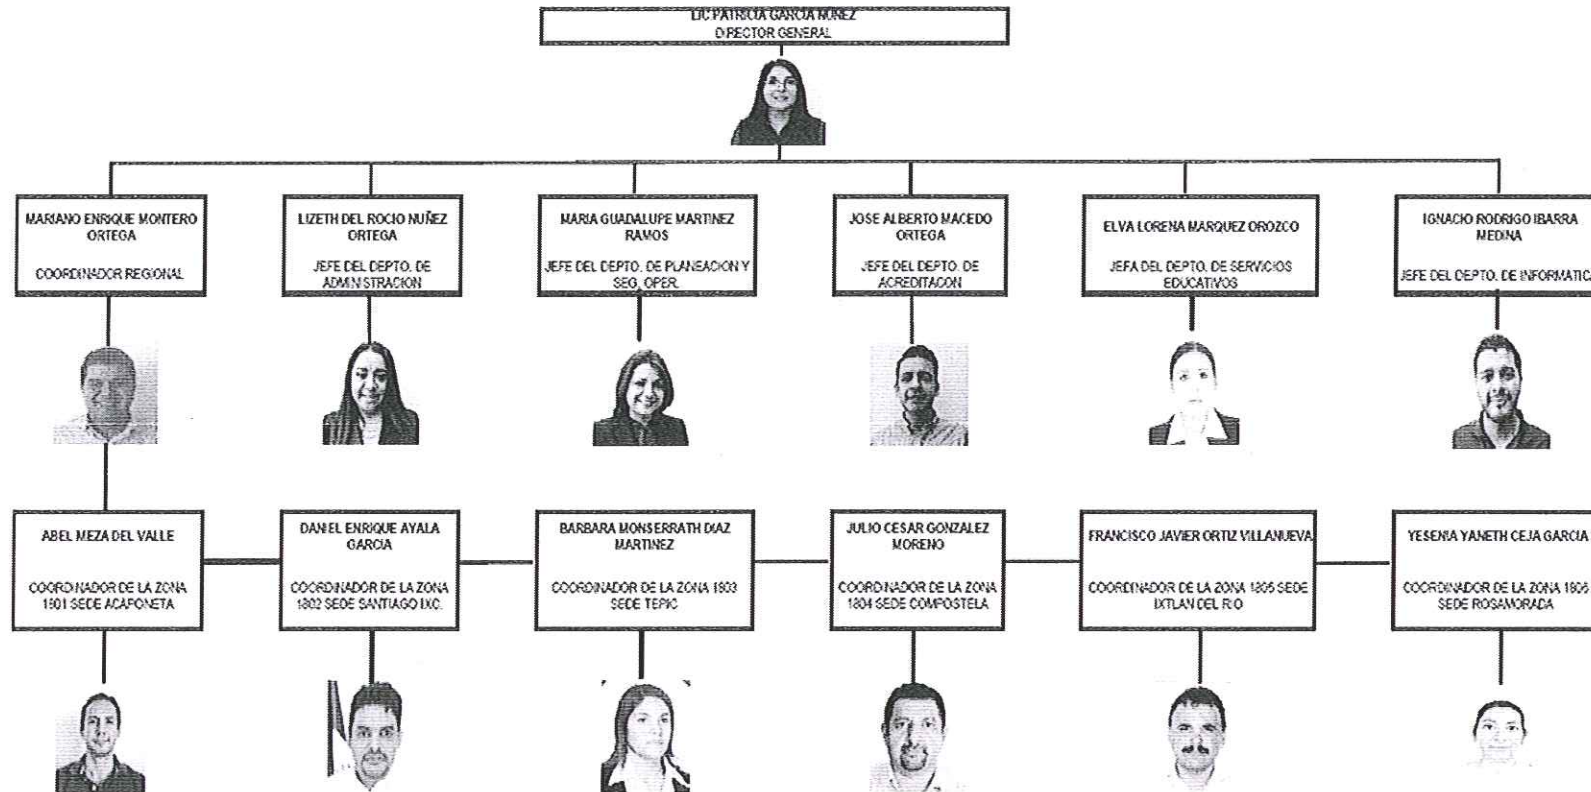 LIC PATRICIA GARCIA NUÑEZ
DIRECTOR GENERAL
MARIANO ENRIQUE MONTERO
ORTEGA
COORDINADOR REGIONAL
LIZETH DEL ROCIO NUÑEZ
ORTEGA
JEFE DEL DEPTO. DE
ADMINISTRACION
MARIA GUADALUPE MARTINEZ
RAMOS
JEFE DEL DEPTO. DE PLANEACION Y
SEG. OPER.
JOSE ALBERTO MACEDO
ORTEGA
JEFE DEL DEPTO. DE
ACREDITACON
ELVA LORENA MARQUEZ OROZCO
JEFA DEL DEPTO. DE SERVICIOS
EDUCATIVOS
IGNACIO RODRIGO IBARRA
MEDINA
JEFE DEL DEPTO. DE INFORMATICA
ABEL MEZA DEL VALLE
COORDINADOR DE LA ZONA
1801 SEDE ACAPONETA
DANIEL ENRIQUE AYALA
GARCIA
COORDINADOR DE LA ZONA
1802 SEDE SANTIAGO IXC.
BARBARA MONSERRATH DIAZ
MARTINEZ
COORDINADOR DE LA ZONA 1803
SEDE TEPIC
JULIO CESAR GONZALEZ
MORENO
COORDINADOR DE LA ZONA
1804 SEDE COMPOSTELA
FRANCISCO JAVIER ORTIZ VILLANUEVA
COORDINADOR DE LA ZONA 1805 SEDE
IXTLAN DEL RIO
YESENIA YANETH CEJA GARCIA
COORDINADOR DE LA ZONA 1806
SEDE ROSAMORADA